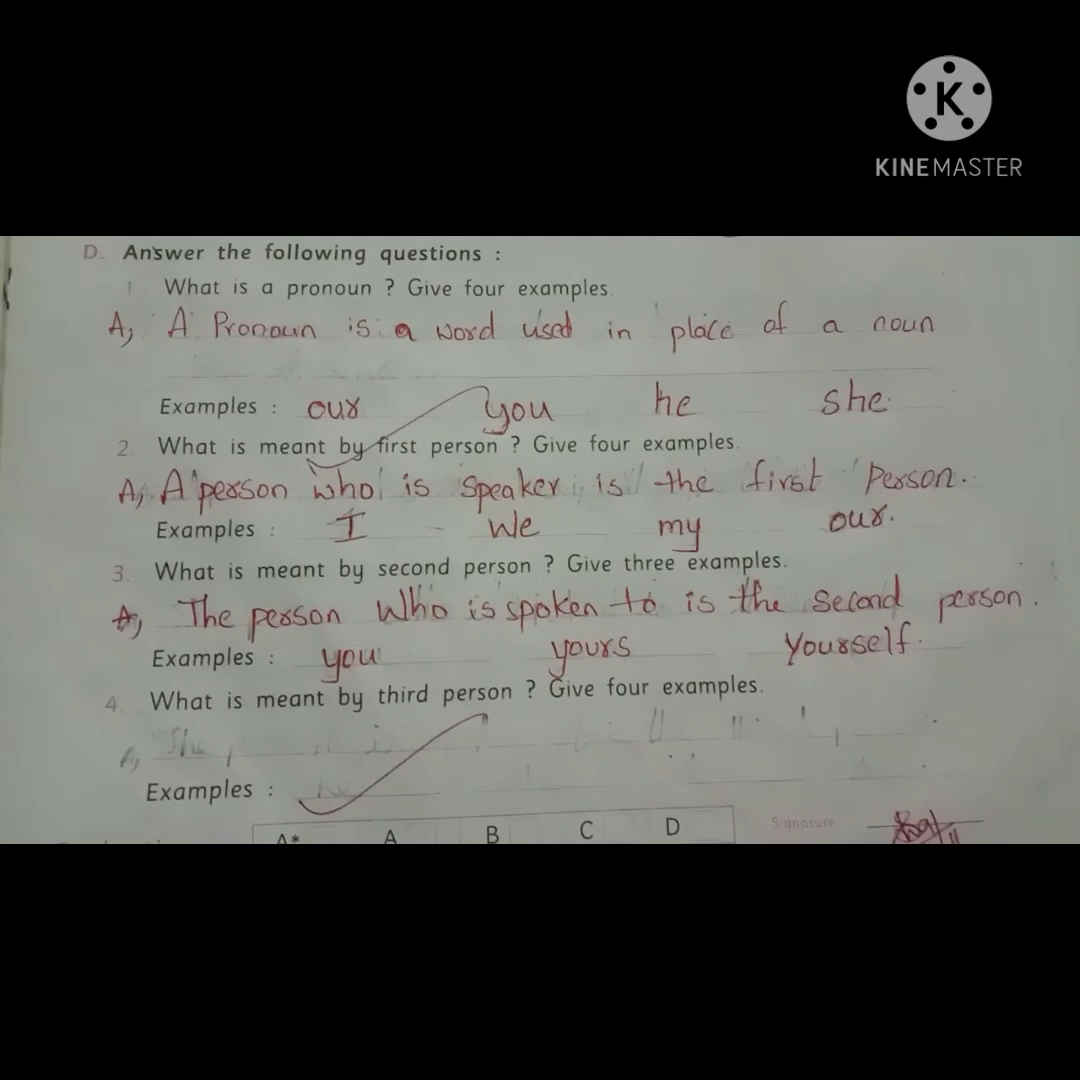 KINEMASTER
D. Answer the following questions :
1 What is a pronoun ? Give four examples.
A, A Pronoun is a word used in place of a noun
Examples : our you he she.
2. What is meant by first person ? Give four examples.
A, A person who is speaker is the first Person.
Examples : I We my our.
3. What is meant by second person ? Give three examples.
A, The person Who is spoken to is the second person.
Examples : you yours yourself.
4. What is meant by third person ? Give four examples.
A, The
Examples :
A* A B C D Signature